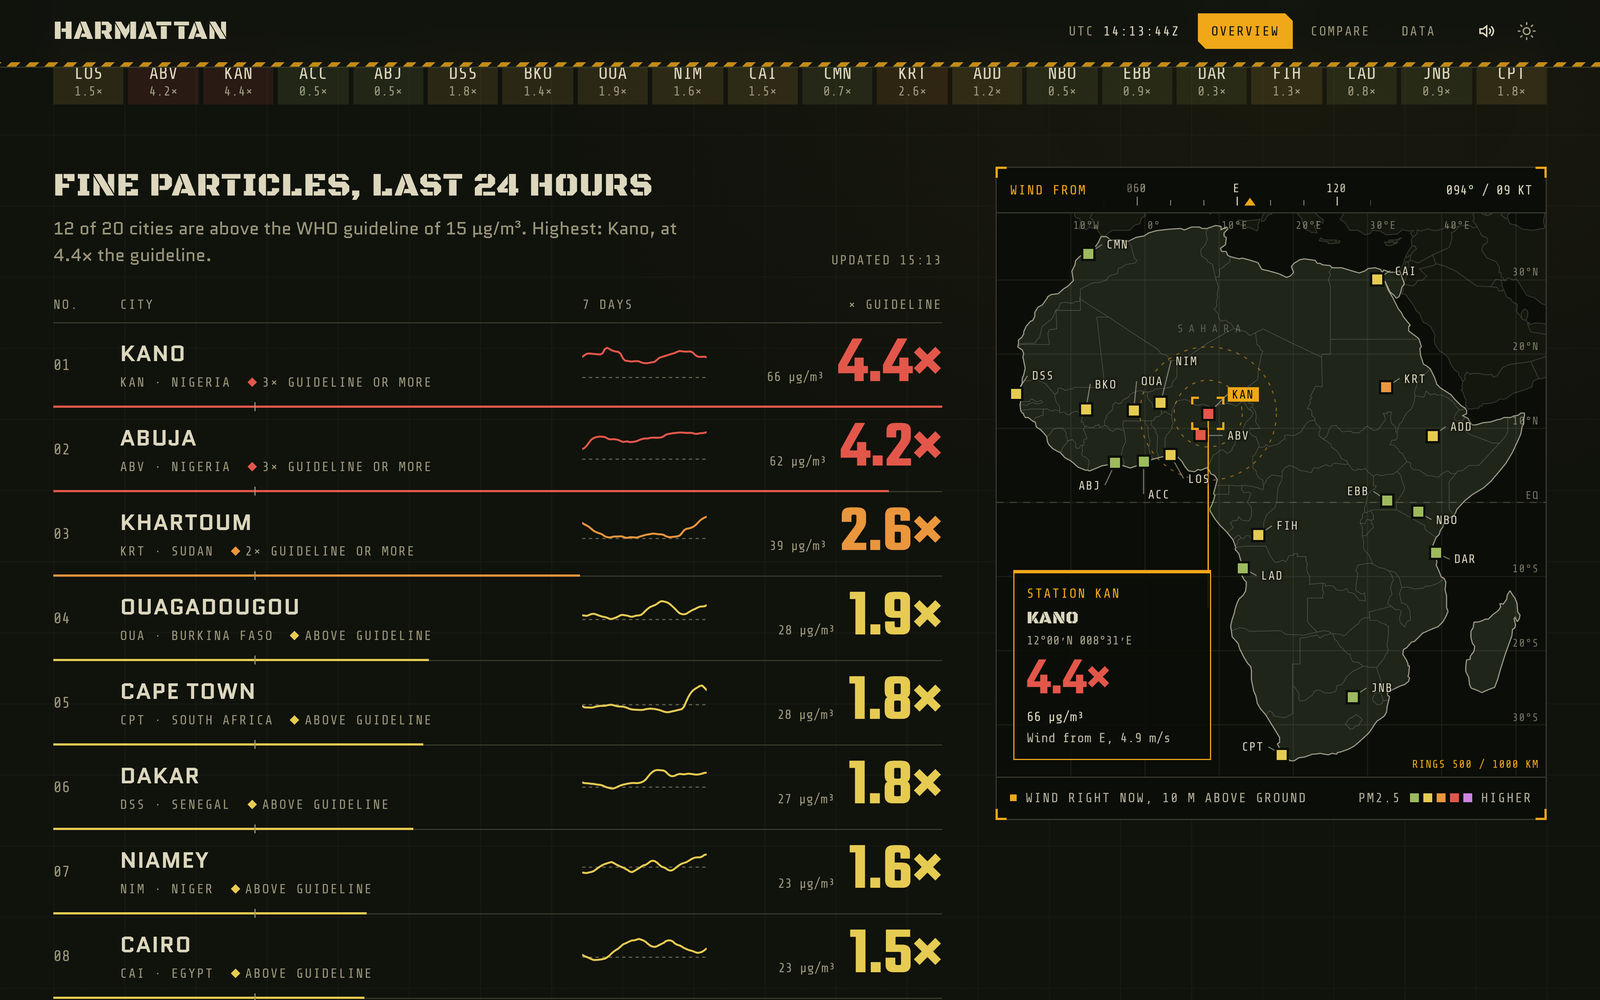 HARMATTAN
UTC 14:13:44Z
OVERVIEW
COMPARE
DATA
LOS ABV KAN ACC ABJ DSS BKO OUA NIM CAI CMN KRT ADD NBO EBB DAR FIH LAD JNB CPT
1.5× 4.2× 4.4× 0.5× 0.5× 1.8× 1.4× 1.9× 1.6× 1.5× 0.7× 2.6× 1.2× 0.5× 0.9× 0.3× 1.3× 0.8× 0.9× 1.8×
FINE PARTICLES, LAST 24 HOURS
12 of 20 cities are above the WHO guideline of 15 µg/m³. Highest: Kano, at
4.4× the guideline.
UPDATED 15:13
NO. CITY 7 DAYS × GUIDELINE
01 KANO 66 µg/m³ 4.4×
KAN · NIGERIA ◆ 3× GUIDELINE OR MORE
02 ABUJA 62 µg/m³ 4.2×
ABV · NIGERIA ◆ 3× GUIDELINE OR MORE
03 KHARTOUM 39 µg/m³ 2.6×
KRT · SUDAN ◆ 2× GUIDELINE OR MORE
04 OUAGADOUGOU 28 µg/m³ 1.9×
OUA · BURKINA FASO ◆ ABOVE GUIDELINE
05 CAPE TOWN 28 µg/m³ 1.8×
CPT · SOUTH AFRICA ◆ ABOVE GUIDELINE
06 DAKAR 27 µg/m³ 1.8×
DSS · SENEGAL ◆ ABOVE GUIDELINE
07 NIAMEY 23 µg/m³ 1.6×
NIM · NIGER ◆ ABOVE GUIDELINE
08 CAIRO 23 µg/m³ 1.5×
CAI · EGYPT ◆ ABOVE GUIDELINE
WIND FROM 060 E 120 094° / 09 KT
10°W 0° 10°E 20°E 30°E 40°E
CMN
CAI
30°N
SAHARA
20°N
NIM
DSS
BKO
OUA
KRT
KAN
10°N
ADD
ABV
LOS
ABJ
ACC
EBB
EQ
NBO
FIH
DAR
LAD
10°S
STATION KAN
KANO
12°00′N 008°31′E
4.4×
66 µg/m³
Wind from E, 4.9 m/s
20°S
JNB
30°S
CPT
RINGS 500 / 1000 KM
WIND RIGHT NOW, 10 M ABOVE GROUND
PM2.5 HIGHER